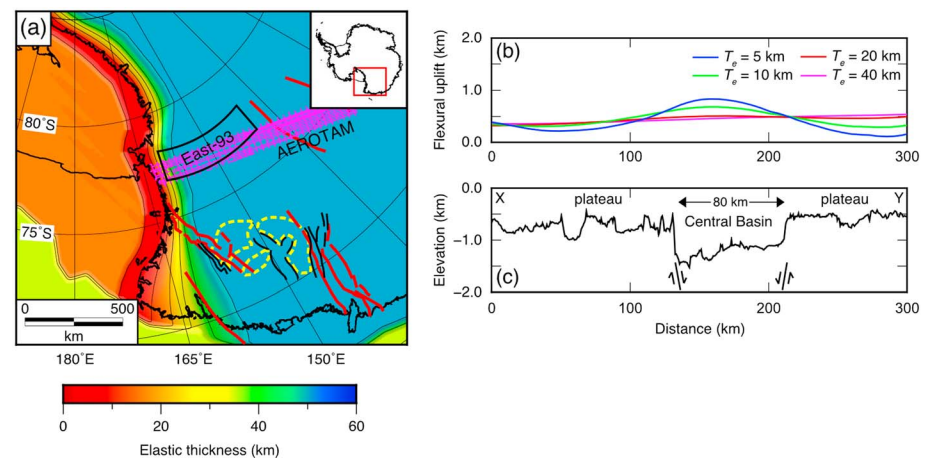 (a)
80°S
75°S
East-93
AEROTAM
0 500
km
180°E 165°E 150°E
0 20 40 60
Elastic thickness (km)
(b)
Flexural uplift (km)
2.0
1.0
0.0
Te = 5 km Te = 20 km
Te = 10 km Te = 40 km
0 100 200 300
(c)
Elevation (km)
0.0
−1.0
−2.0
X Y
plateau 80 km plateau
Central Basin
0 100 200 300
Distance (km)